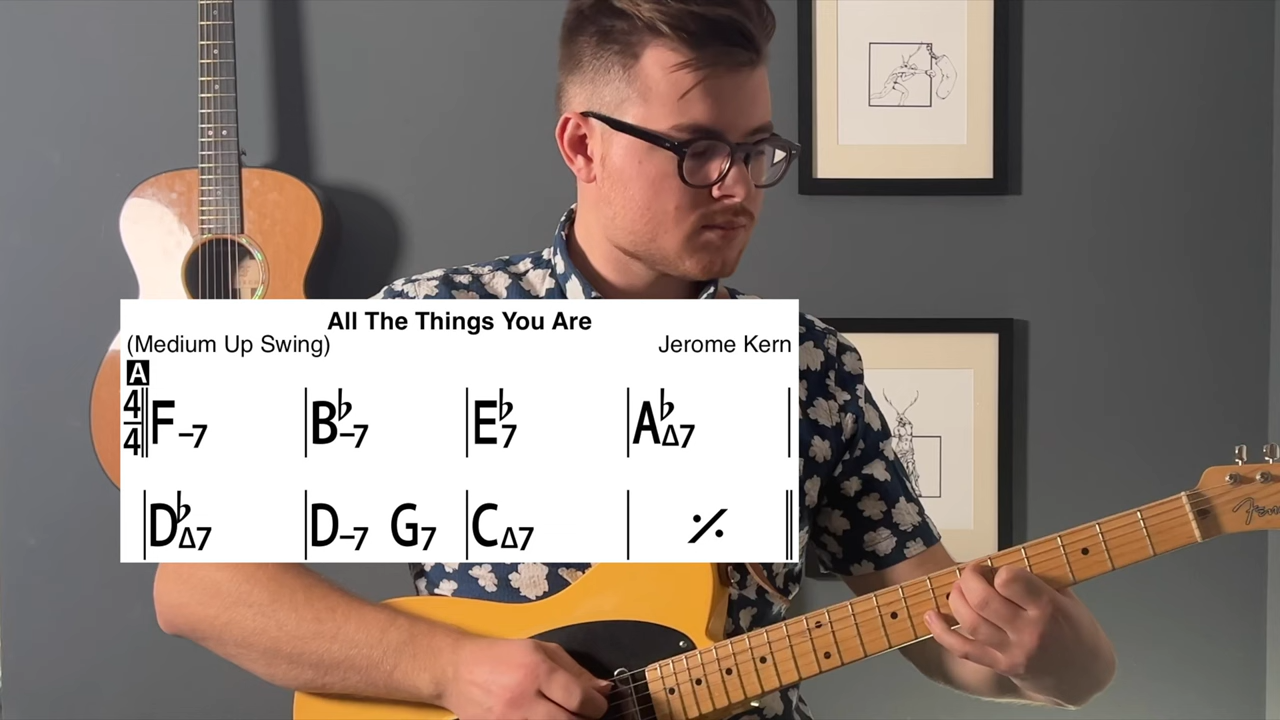 All The Things You Are
(Medium Up Swing) Jerome Kern
A
4/4 F-7 | B♭-7 | E♭7 | A♭Δ7 |
| D♭Δ7 | D-7 G7 | CΔ7 | 𝄎 ‖
Fender